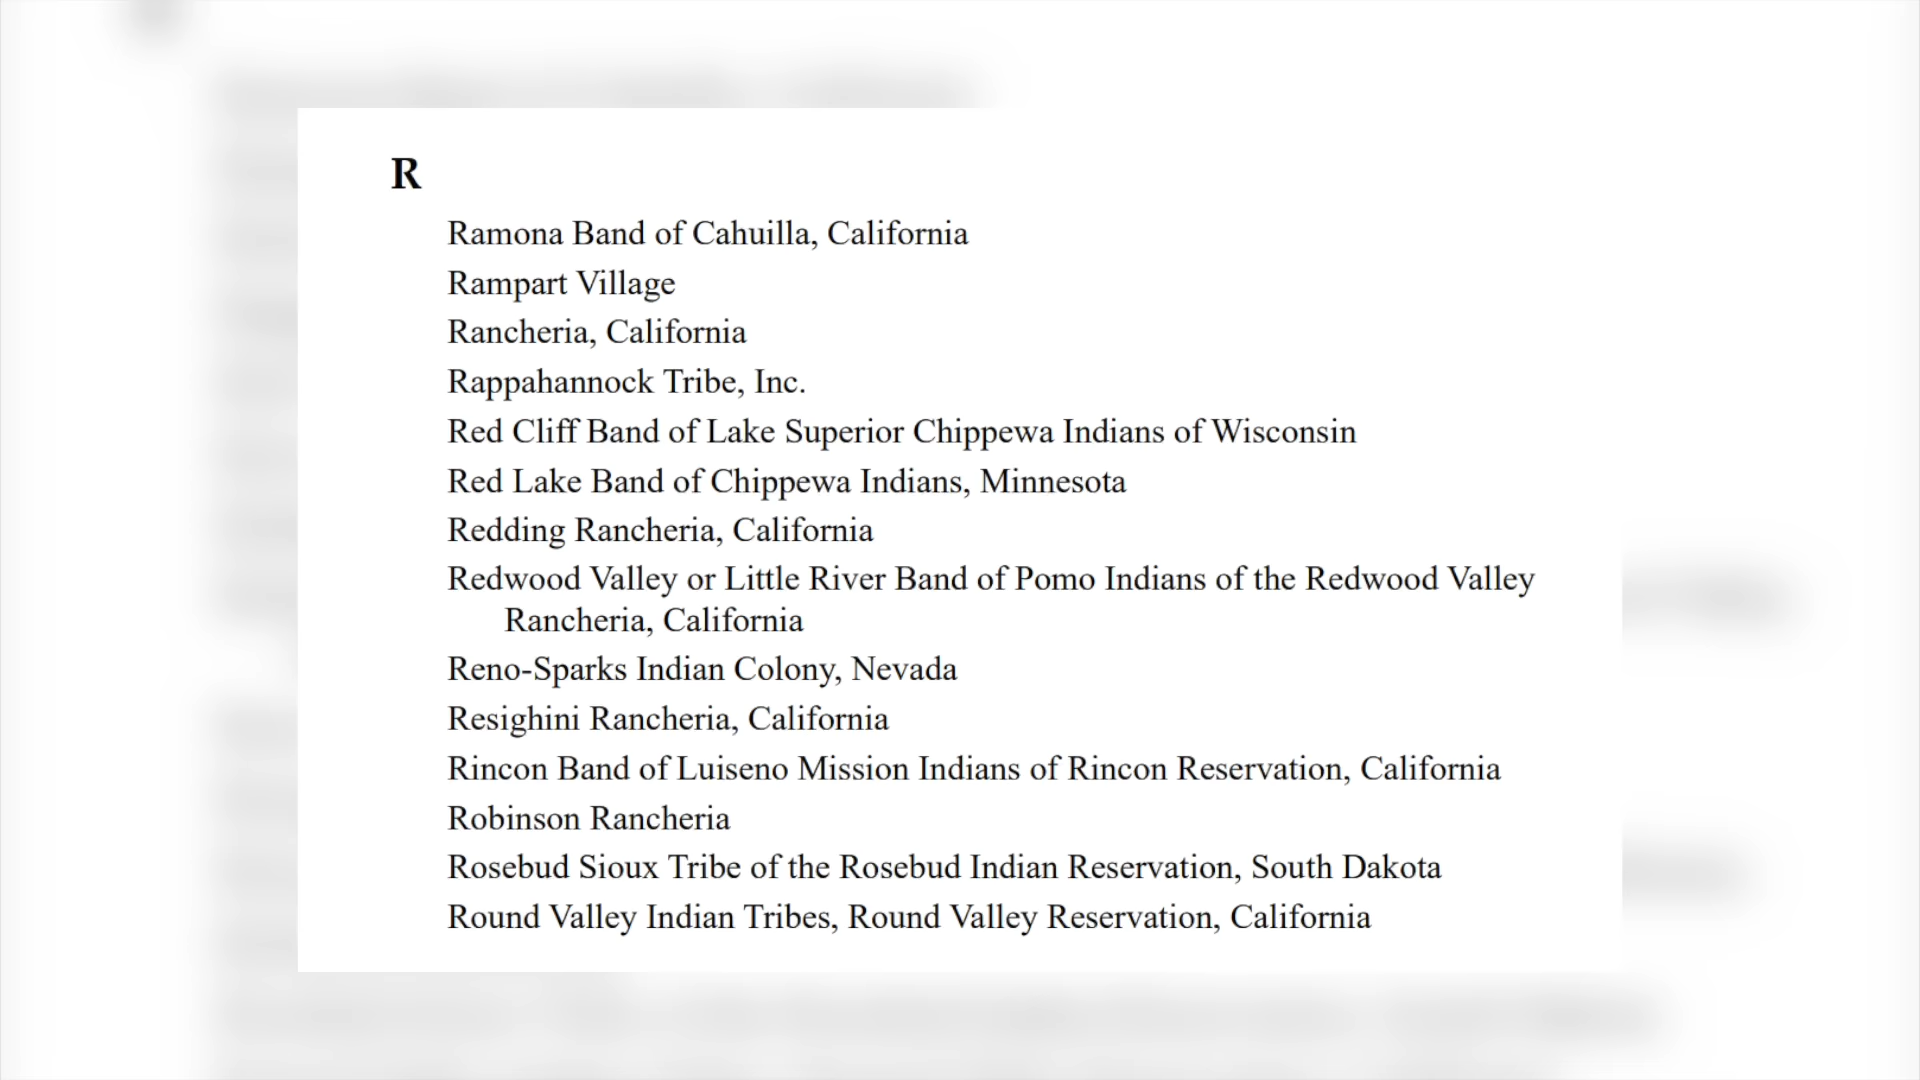 R
Ramona Band of Cahuilla, California
Rampart Village
Rancheria, California
Rappahannock Tribe, Inc.
Red Cliff Band of Lake Superior Chippewa Indians of Wisconsin
Red Lake Band of Chippewa Indians, Minnesota
Redding Rancheria, California
Redwood Valley or Little River Band of Pomo Indians of the Redwood Valley
Rancheria, California
Reno-Sparks Indian Colony, Nevada
Resighini Rancheria, California
Rincon Band of Luiseno Mission Indians of Rincon Reservation, California
Robinson Rancheria
Rosebud Sioux Tribe of the Rosebud Indian Reservation, South Dakota
Round Valley Indian Tribes, Round Valley Reservation, California